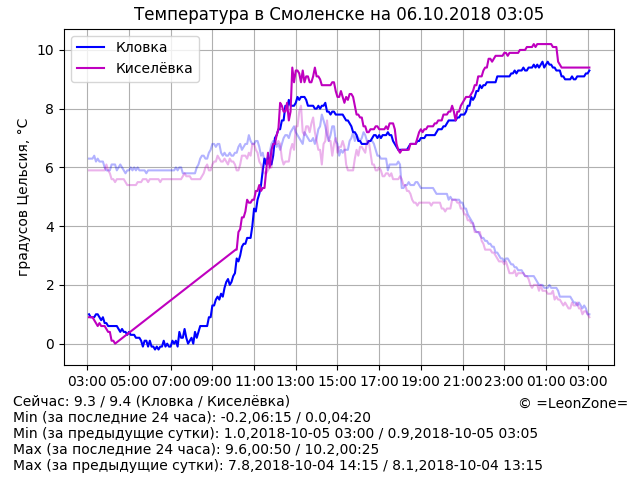 Температура в Смоленске на 06.10.2018 03:05
градусов Цельсия, °C
10
8
6
4
2
0
Кловка
Киселёвка
03:00 05:00 07:00 09:00 11:00 13:00 15:00 17:00 19:00 21:00 23:00 01:00 03:00
Сейчас: 9.3 / 9.4 (Кловка / Киселёвка)
© =LeonZone=
Min (за последние 24 часа): -0.2,06:15 / 0.0,04:20
Min (за предыдущие сутки): 1.0,2018-10-05 03:00 / 0.9,2018-10-05 03:05
Max (за последние 24 часа): 9.6,00:50 / 10.2,00:25
Max (за предыдущие сутки): 7.8,2018-10-04 14:15 / 8.1,2018-10-04 13:15